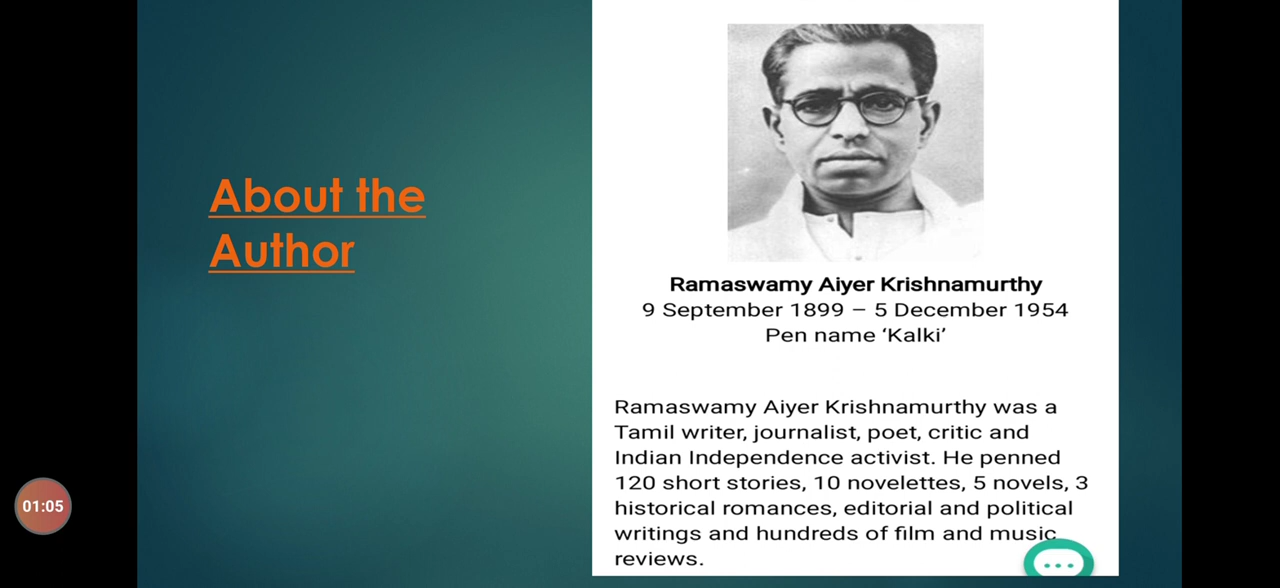 About the
Author
Ramaswamy Aiyer Krishnamurthy
9 September 1899 – 5 December 1954
Pen name ‘Kalki’
Ramaswamy Aiyer Krishnamurthy was a
Tamil writer, journalist, poet, critic and
Indian Independence activist. He penned
120 short stories, 10 novelettes, 5 novels, 3
historical romances, editorial and political
writings and hundreds of film and music
reviews.
01:05